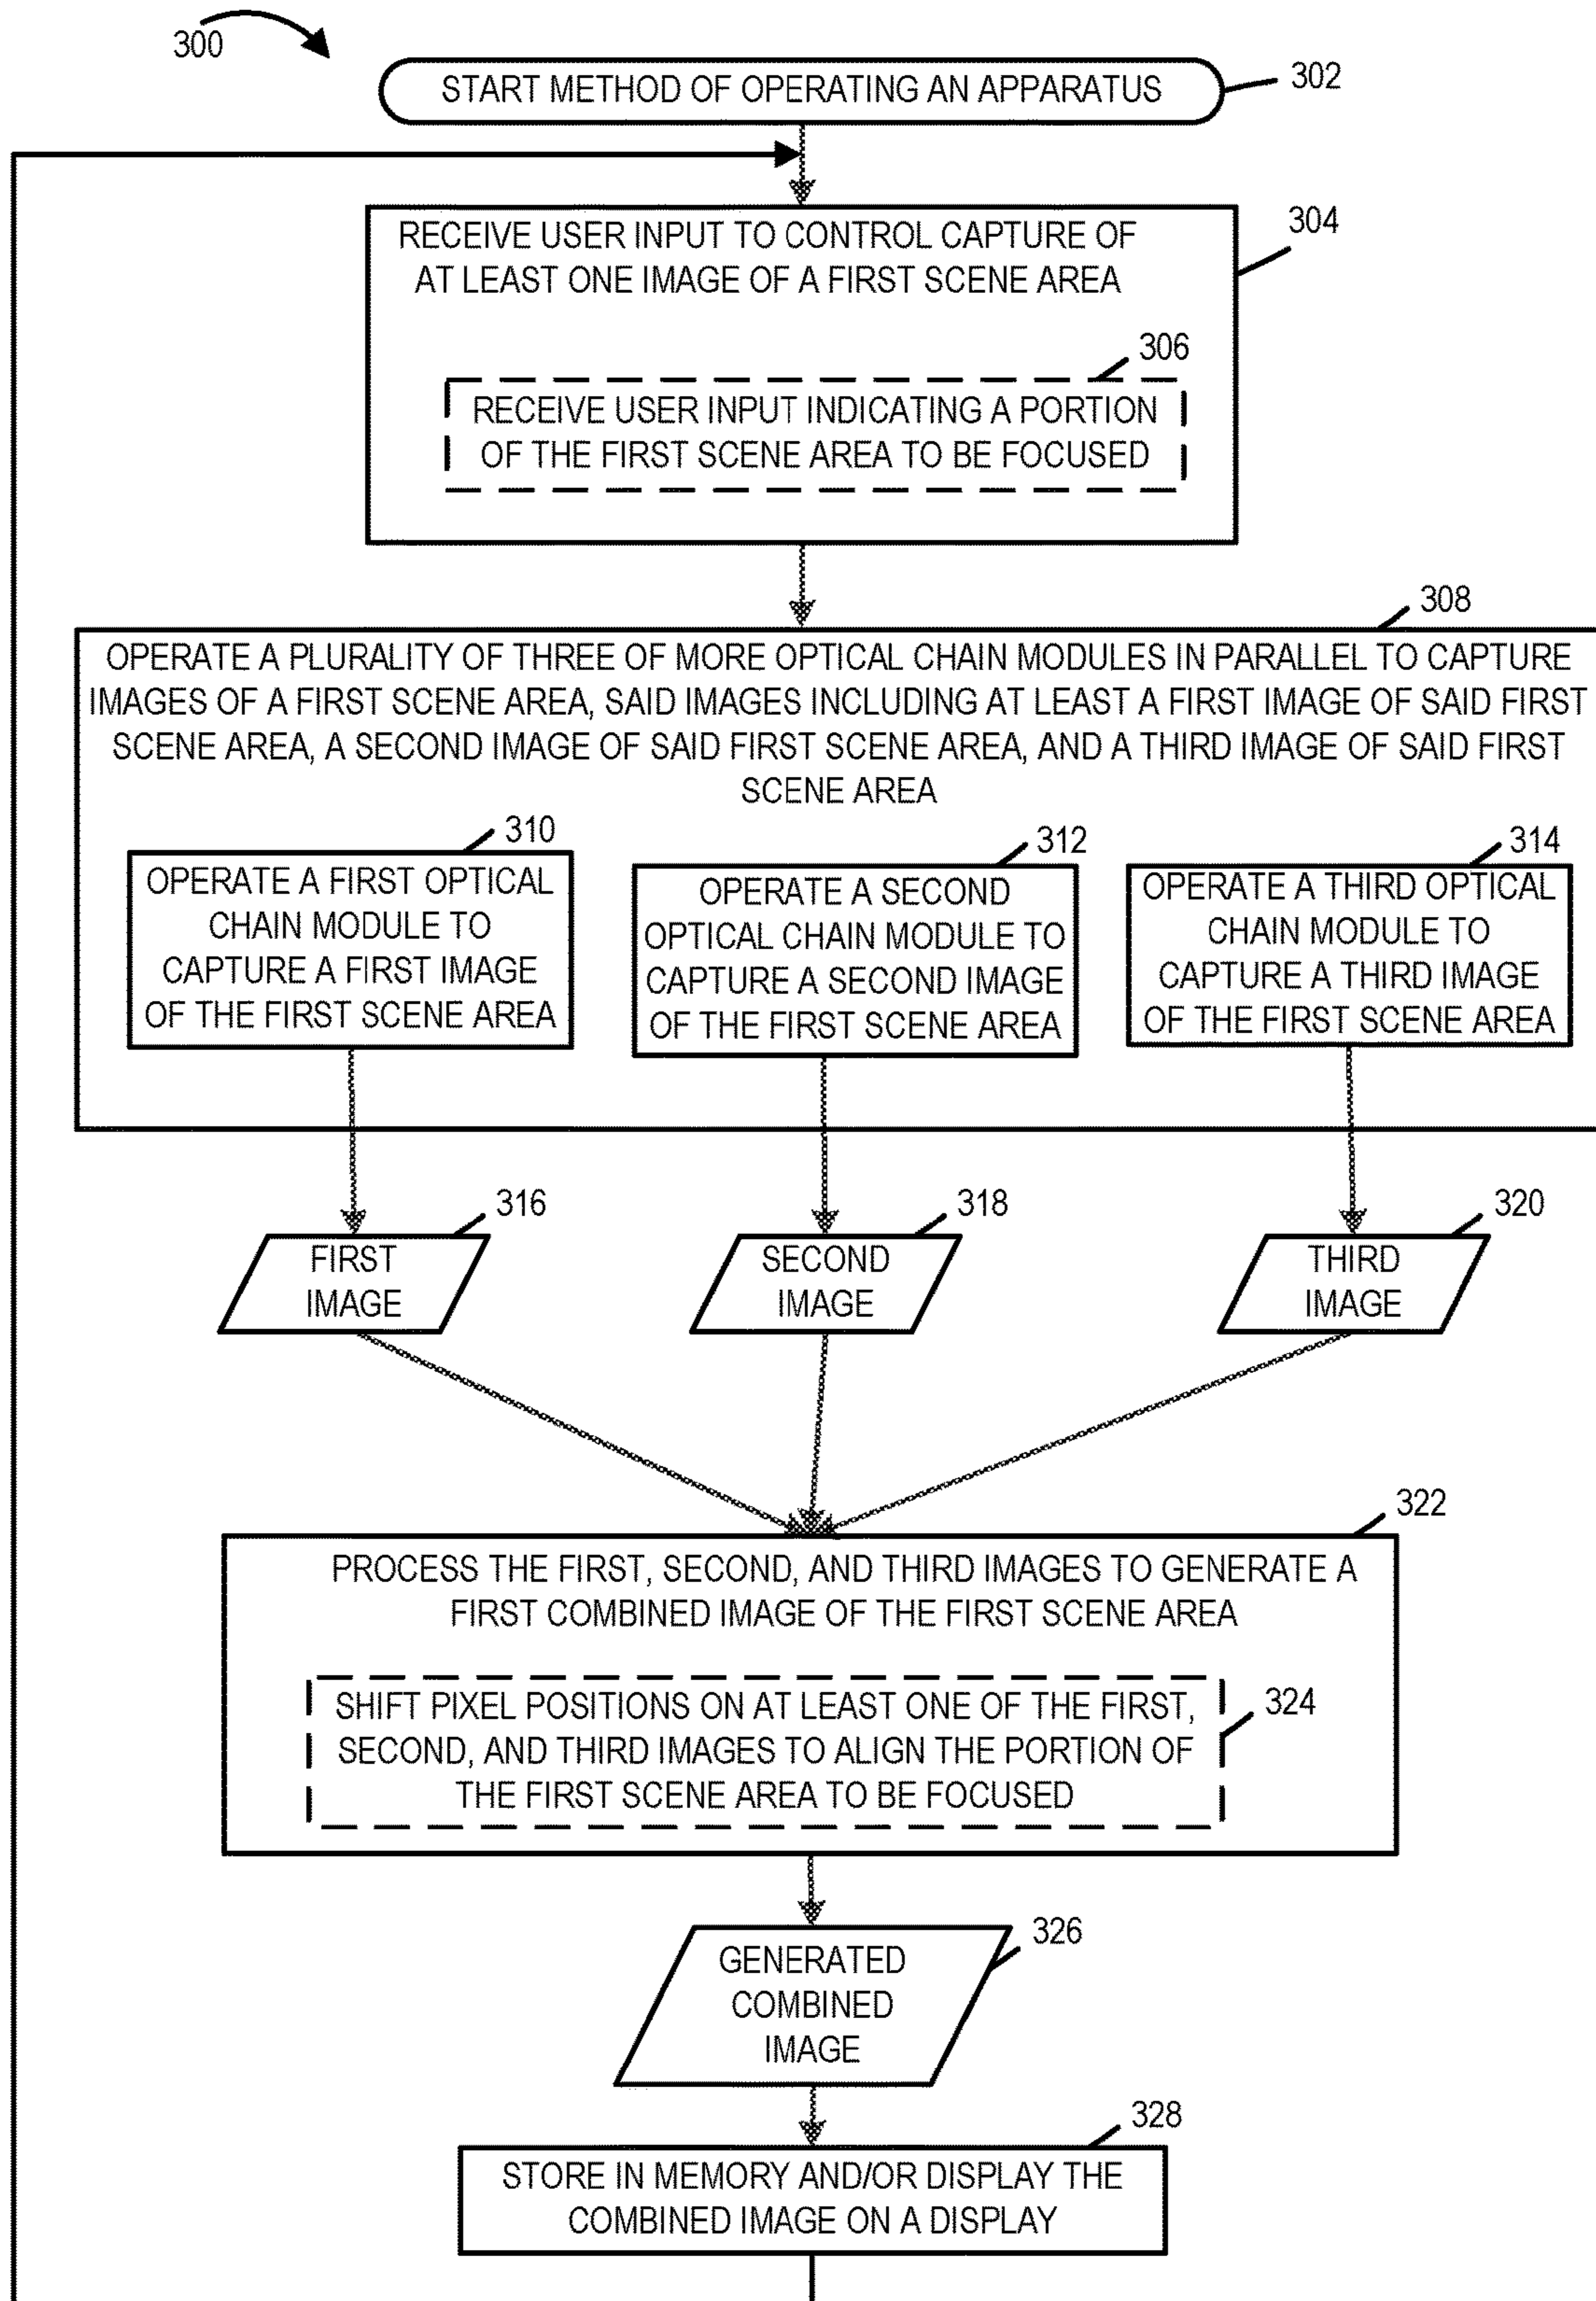 300
START METHOD OF OPERATING AN APPARATUS
302
304
RECEIVE USER INPUT TO CONTROL CAPTURE OF
AT LEAST ONE IMAGE OF A FIRST SCENE AREA
306
RECEIVE USER INPUT INDICATING A PORTION
OF THE FIRST SCENE AREA TO BE FOCUSED
308
OPERATE A PLURALITY OF THREE OF MORE OPTICAL CHAIN MODULES IN PARALLEL TO CAPTURE
IMAGES OF A FIRST SCENE AREA, SAID IMAGES INCLUDING AT LEAST A FIRST IMAGE OF SAID FIRST
SCENE AREA, A SECOND IMAGE OF SAID FIRST SCENE AREA, AND A THIRD IMAGE OF SAID FIRST
SCENE AREA
310
OPERATE A FIRST OPTICAL
CHAIN MODULE TO
CAPTURE A FIRST IMAGE
OF THE FIRST SCENE AREA
312
OPERATE A SECOND
OPTICAL CHAIN MODULE TO
CAPTURE A SECOND IMAGE
OF THE FIRST SCENE AREA
314
OPERATE A THIRD OPTICAL
CHAIN MODULE TO
CAPTURE A THIRD IMAGE
OF THE FIRST SCENE AREA
316
FIRST
IMAGE
318
SECOND
IMAGE
320
THIRD
IMAGE
322
PROCESS THE FIRST, SECOND, AND THIRD IMAGES TO GENERATE A
FIRST COMBINED IMAGE OF THE FIRST SCENE AREA
324
SHIFT PIXEL POSITIONS ON AT LEAST ONE OF THE FIRST,
SECOND, AND THIRD IMAGES TO ALIGN THE PORTION OF
THE FIRST SCENE AREA TO BE FOCUSED
326
GENERATED
COMBINED
IMAGE
328
STORE IN MEMORY AND/OR DISPLAY THE
COMBINED IMAGE ON A DISPLAY